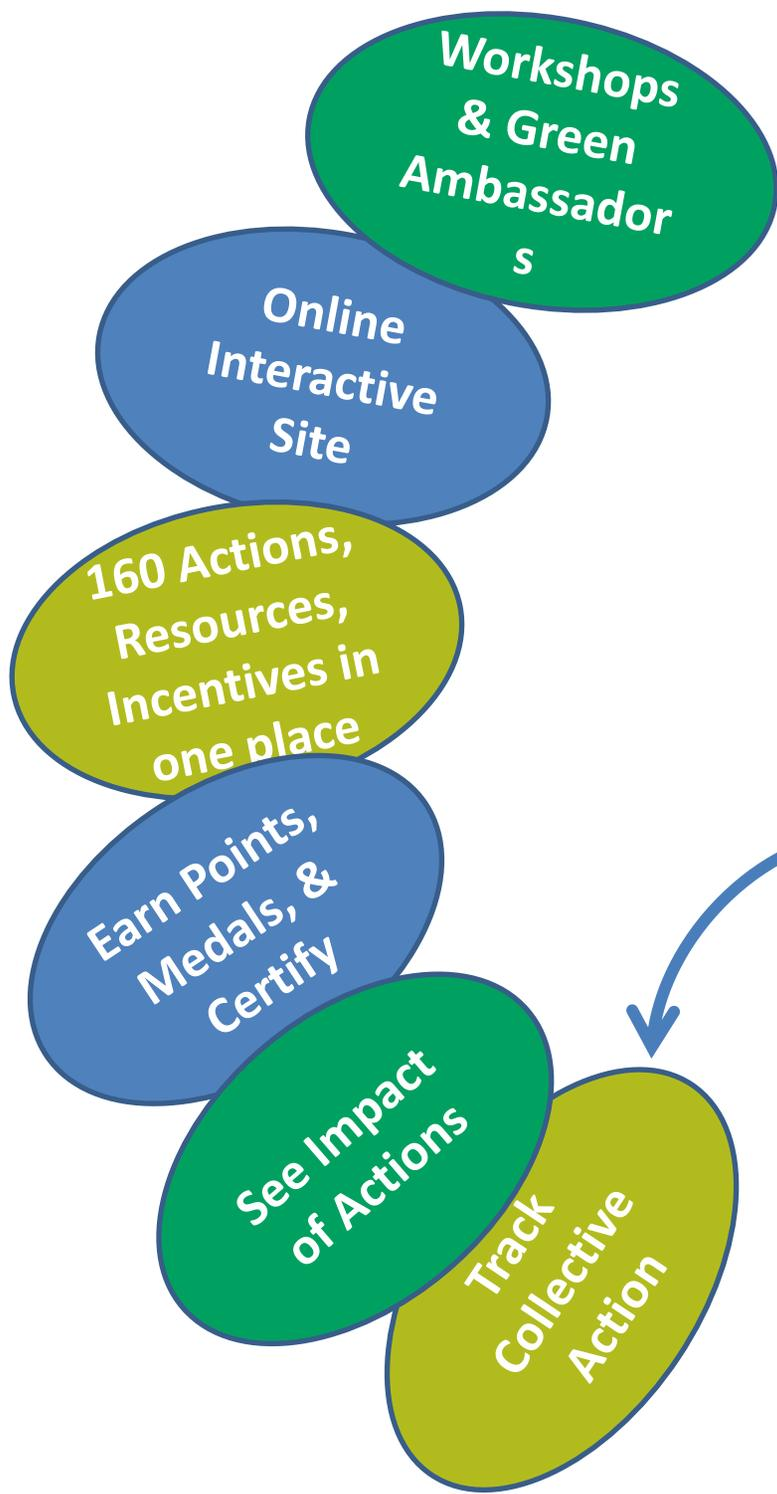 Workshops
& Green
Ambassador
s
Online
Interactive
Site
160 Actions,
Resources,
Incentives in
one place
Earn Points,
Medals, &
Certify
See Impact
of Actions
Track
Collective
Action